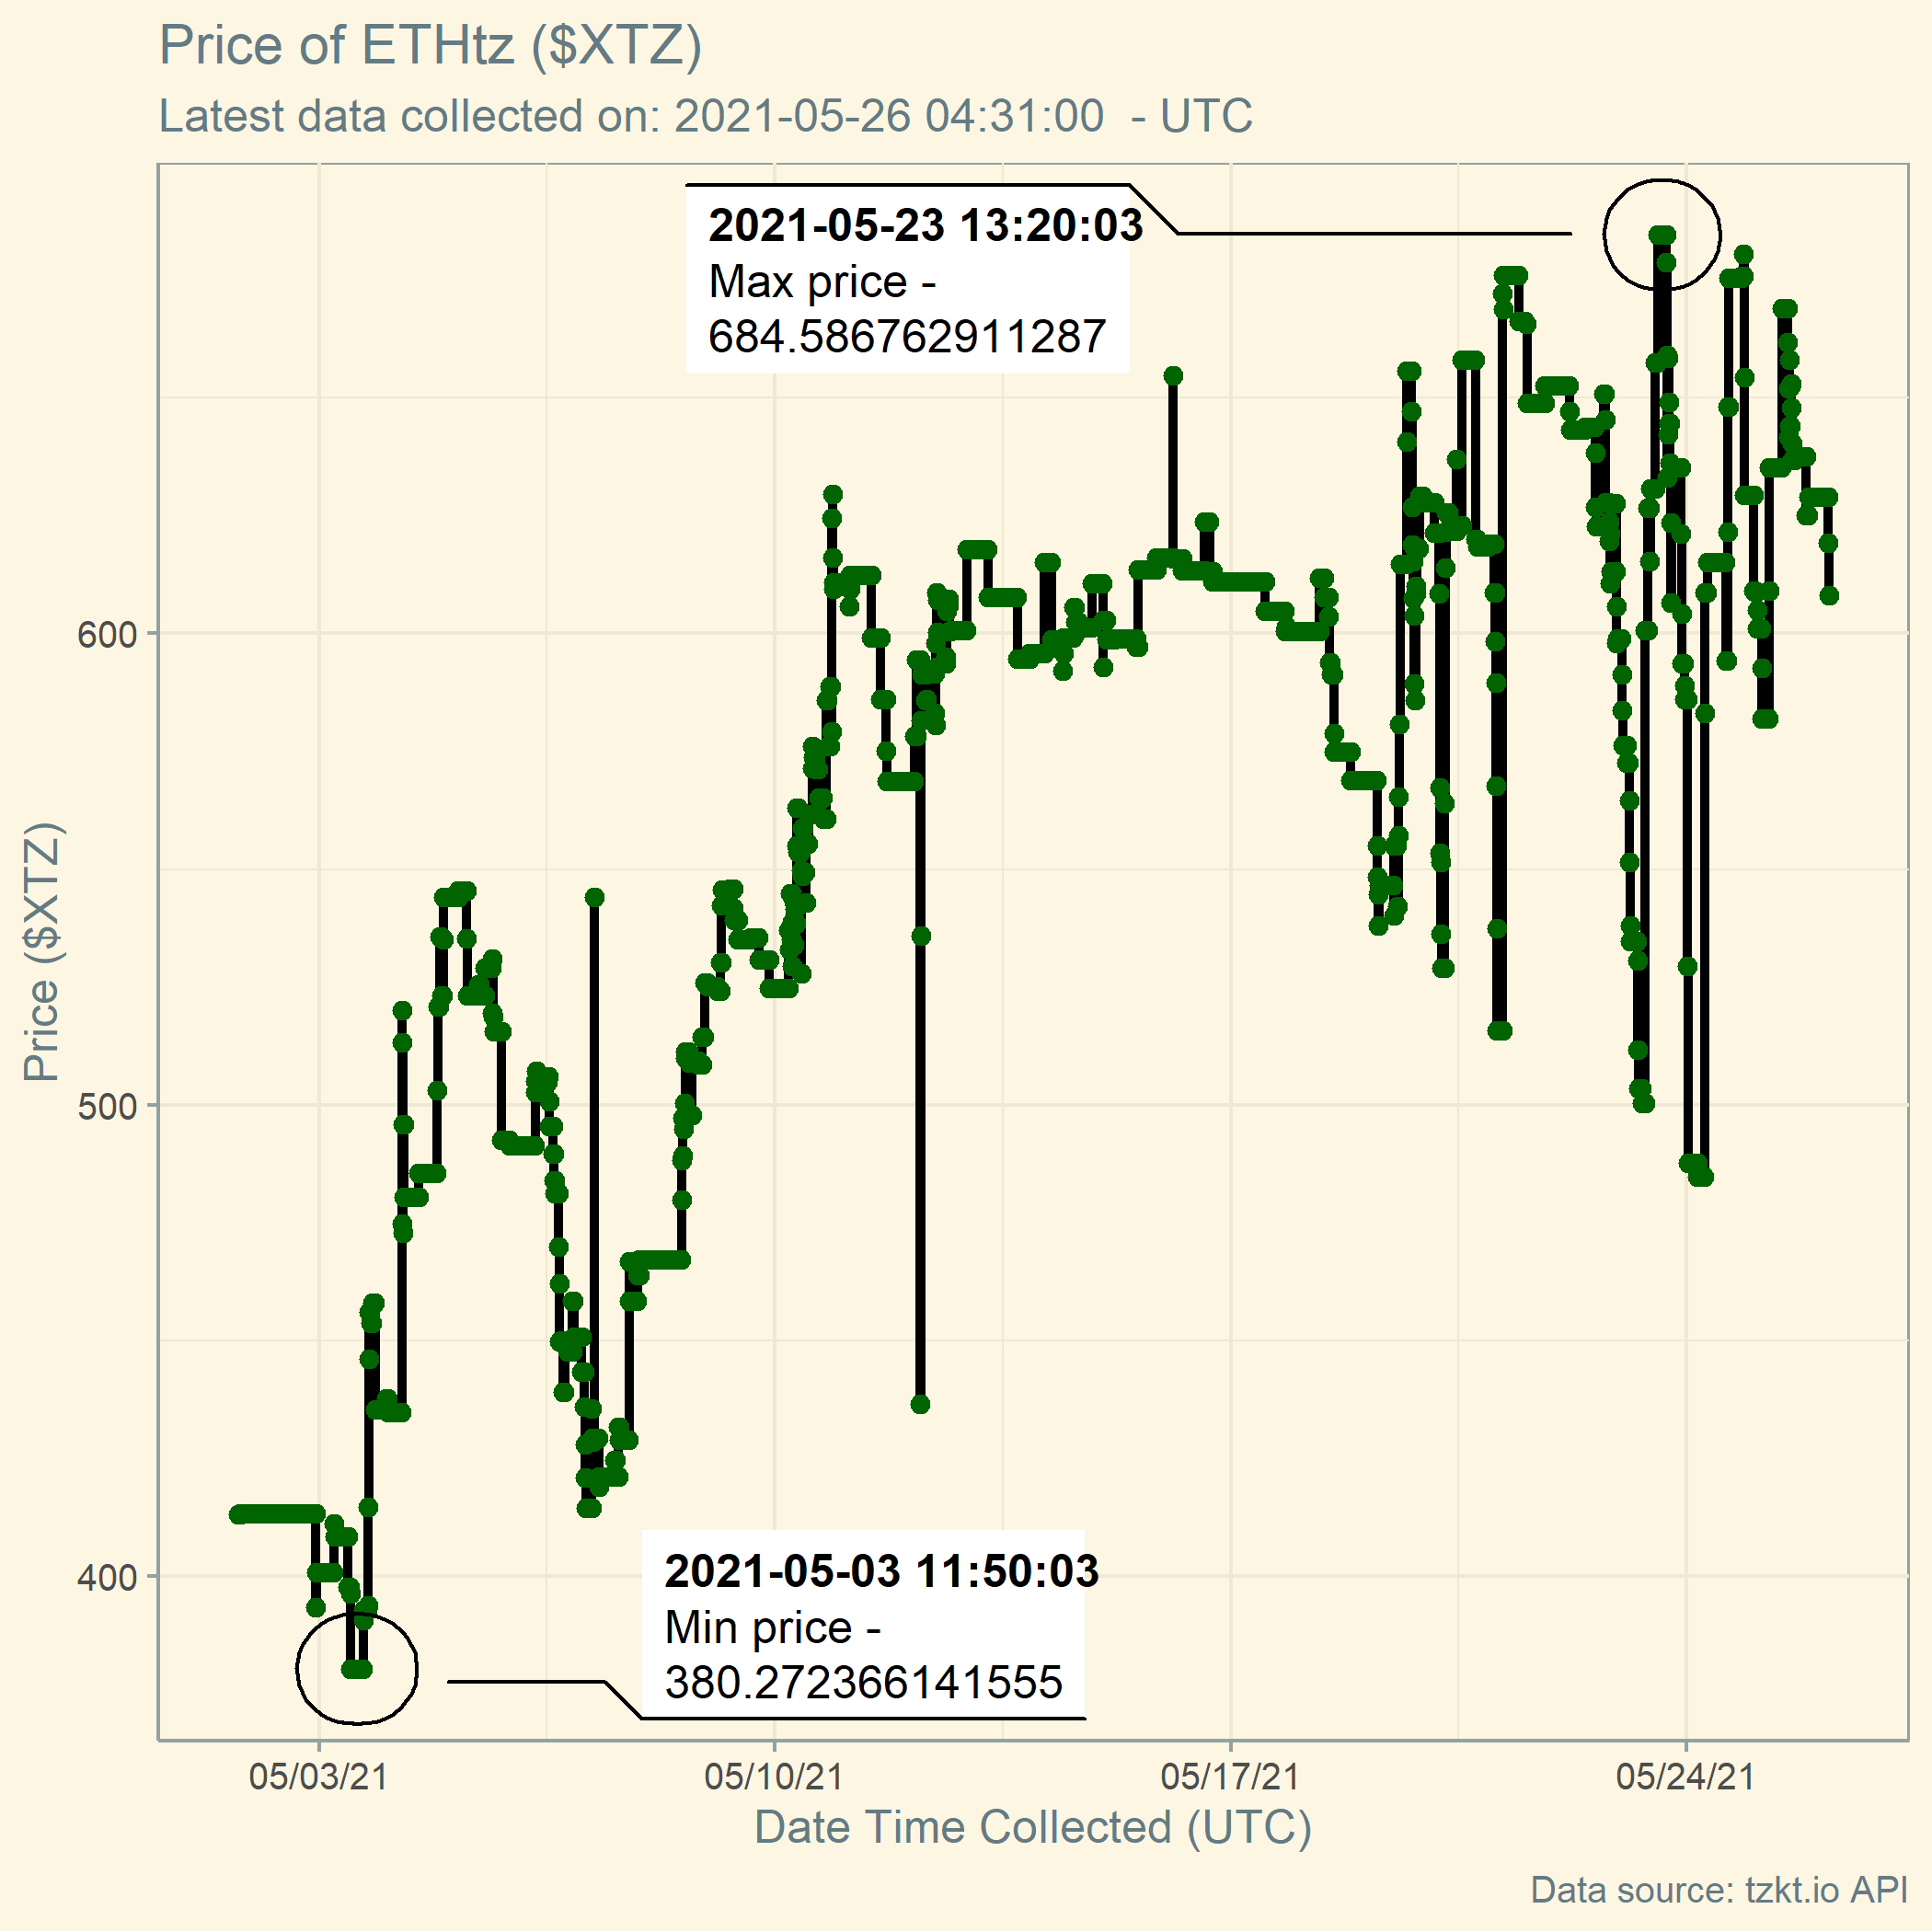 Price of ETHtz ($XTZ)
Latest data collected on: 2021-05-26 04:31:00  - UTC
2021-05-23 13:20:03
Max price -
684.586762911287
600
500
400
Price ($XTZ)
2021-05-03 11:50:03
Min price -
380.272366141555
05/03/21
05/10/21
05/17/21
05/24/21
Date Time Collected (UTC)
Data source: tzkt.io API